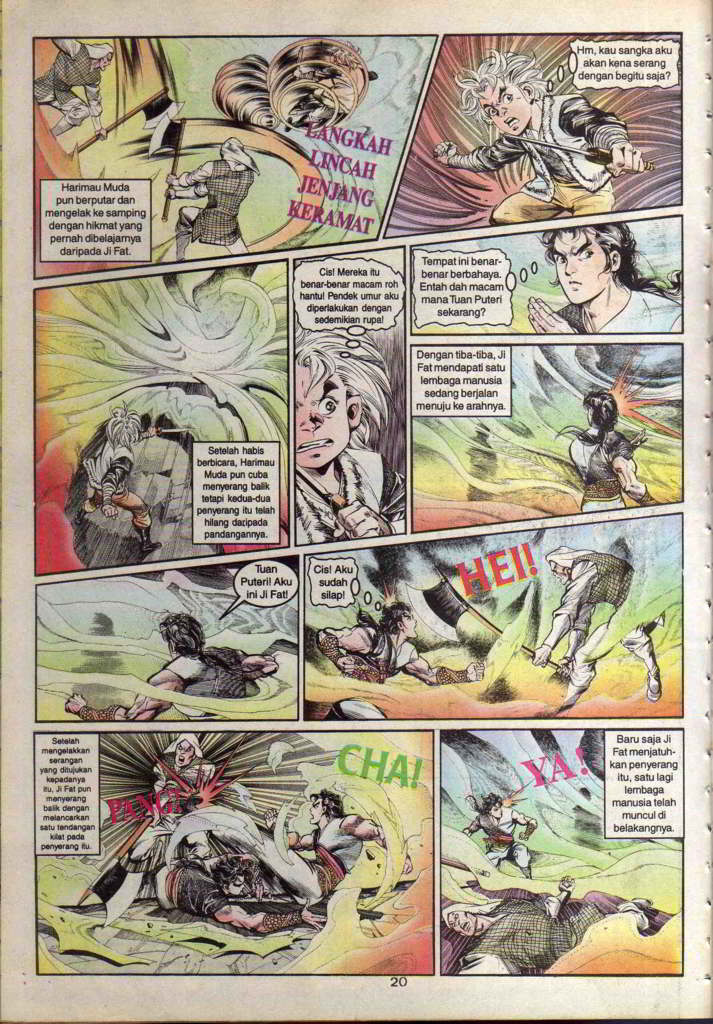 Harimau Muda
pun berputar dan
mengelak ke samping
dengan hikmat yang
pernah dibelajarnya
daripada Ji Fat.
LANGKAH
LINCAH
JENJANG
KERAMAT
Hm, kau sangka aku
akan kena serang
dengan begitu saja?
Setelah habis
berbicara, Harimau
Muda pun cuba
menyerang balik
tetapi kedua-dua
penyerang itu telah
hilang daripada
pandangannya.
Cis! Mereka itu
benar-benar macam roh
hantu! Pendek umur aku
diperlakukan dengan
sedemikian rupa!
Tempat ini benar-
benar berbahaya.
Entah dah macam
mana Tuan Puteri
sekarang?
Dengan tiba-tiba, Ji
Fat mendapati satu
lembaga manusia
sedang berjalan
menuju ke arahnya.
Tuan
Puteri! Aku
ini Ji Fat!
Cis! Aku
sudah
silap!
HEI!
Setelah
mengelakkan
serangan
yang ditujukan
kepadanya
itu, Ji Fat pun
menyerang
balik dengan
melancarkan
satu tendangan
kilat pada
penyerang itu.
PANG!
CHA!
YA!
Baru saja Ji
Fat menjatuh-
kan penyerang
itu, satu lagi
lembaga
manusia telah
muncul di
belakangnya.
20